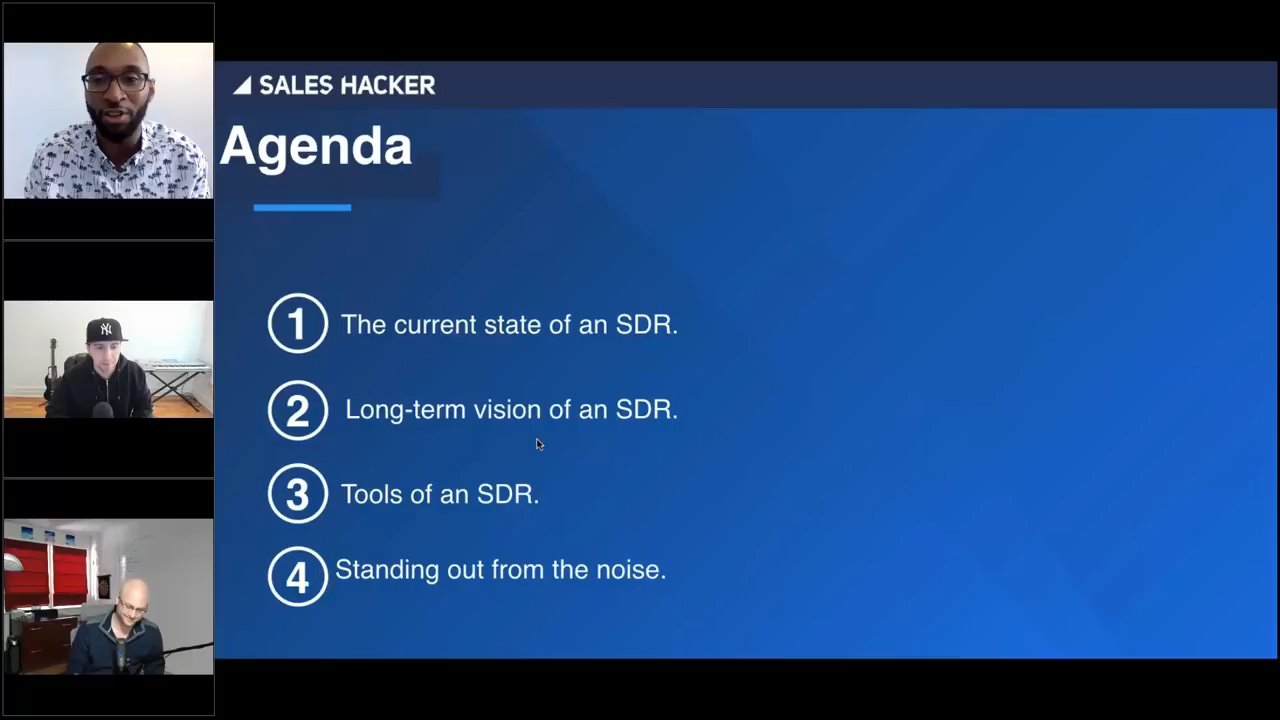 SALES HACKER
Agenda
1 The current state of an SDR.
2 Long-term vision of an SDR.
3 Tools of an SDR.
4 Standing out from the noise.